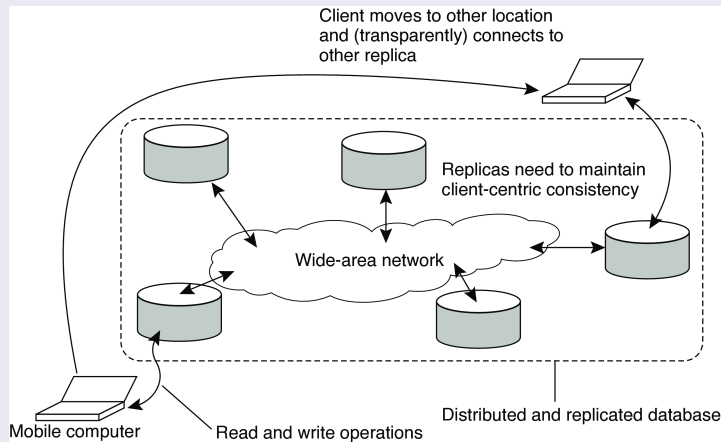 Client moves to other location
and (transparently) connects to
other replica
Replicas need to maintain
client-centric consistency
Wide-area network
Distributed and replicated database
Mobile computer
Read and write operations